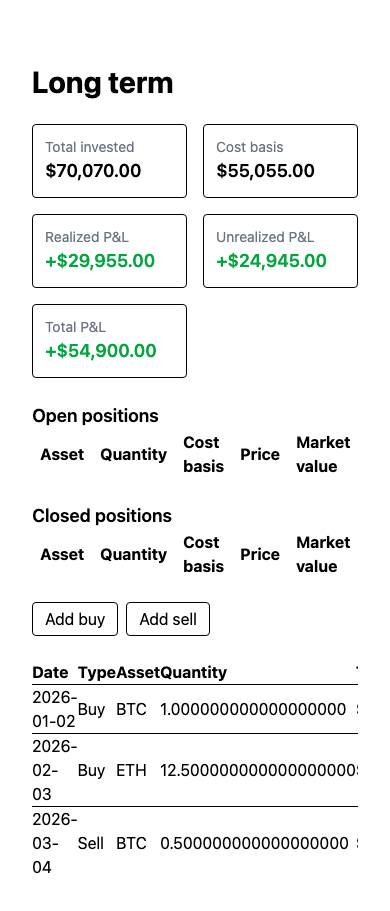 Long term
Total invested
$70,070.00
Cost basis
$55,055.00
Realized P&L
+$29,955.00
Unrealized P&L
+$24,945.00
Total P&L
+$54,900.00
Open positions
Asset Quantity Cost basis Price Market value
Closed positions
Asset Quantity Cost basis Price Market value
Add buy Add sell
Date Type Asset Quantity
2026-01-02 Buy BTC 1.000000000000000000
2026-02-03 Buy ETH 12.500000000000000000
2026-03-04 Sell BTC 0.500000000000000000